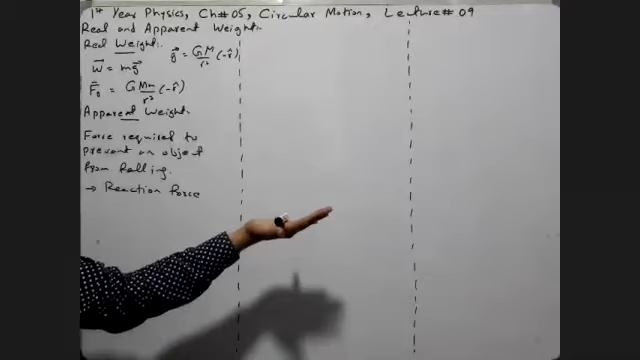 1st Year Physics, Ch#05, Circular Motion, Lecture# 09
Real and Apparent Weight:
Real Weight:
W⃗ = mg⃗
g⃗ = GM/r² (-r̂)
F⃗g = GMm/r² (-r̂)
Apparent Weight:
Force required to
prevent an object
from falling.
→ Reaction force